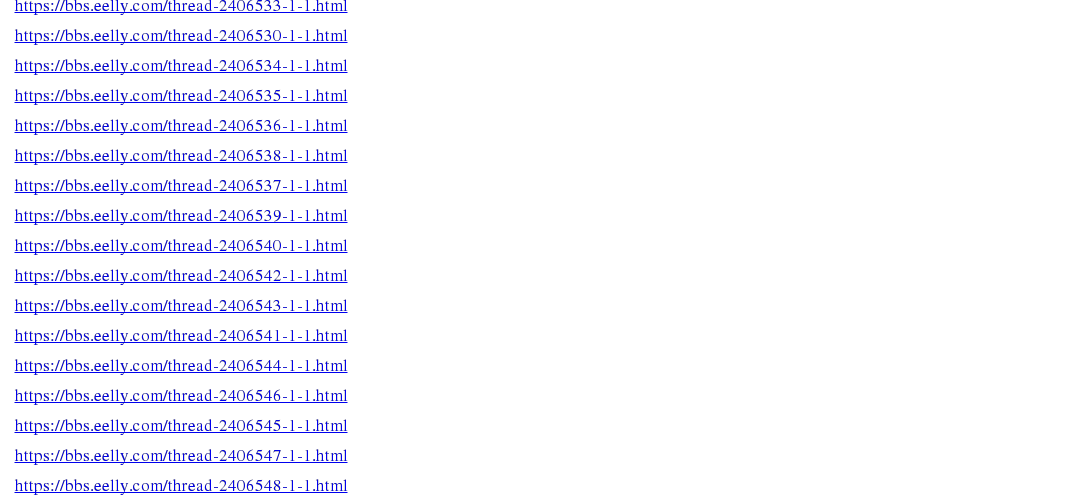 https://bbs.eelly.com/thread-2406533-1-1.html
https://bbs.eelly.com/thread-2406530-1-1.html
https://bbs.eelly.com/thread-2406534-1-1.html
https://bbs.eelly.com/thread-2406535-1-1.html
https://bbs.eelly.com/thread-2406536-1-1.html
https://bbs.eelly.com/thread-2406538-1-1.html
https://bbs.eelly.com/thread-2406537-1-1.html
https://bbs.eelly.com/thread-2406539-1-1.html
https://bbs.eelly.com/thread-2406540-1-1.html
https://bbs.eelly.com/thread-2406542-1-1.html
https://bbs.eelly.com/thread-2406543-1-1.html
https://bbs.eelly.com/thread-2406541-1-1.html
https://bbs.eelly.com/thread-2406544-1-1.html
https://bbs.eelly.com/thread-2406546-1-1.html
https://bbs.eelly.com/thread-2406545-1-1.html
https://bbs.eelly.com/thread-2406547-1-1.html
https://bbs.eelly.com/thread-2406548-1-1.html